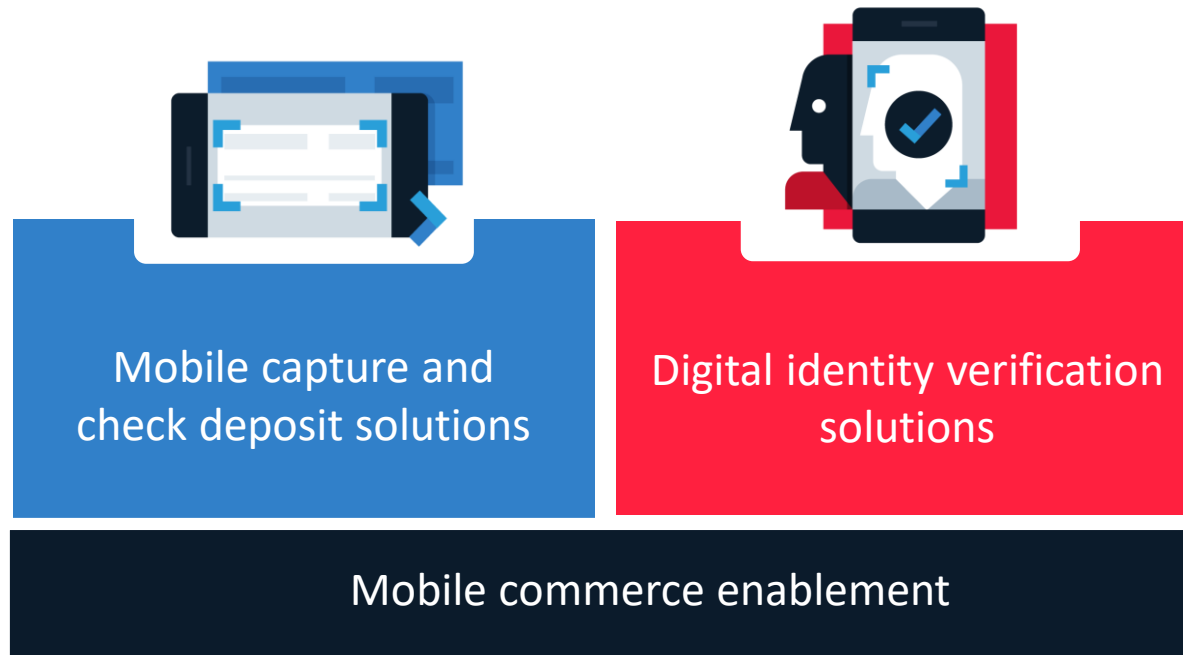 Mobile capture and
check deposit solutions
Digital identity verification
solutions
Mobile commerce enablement